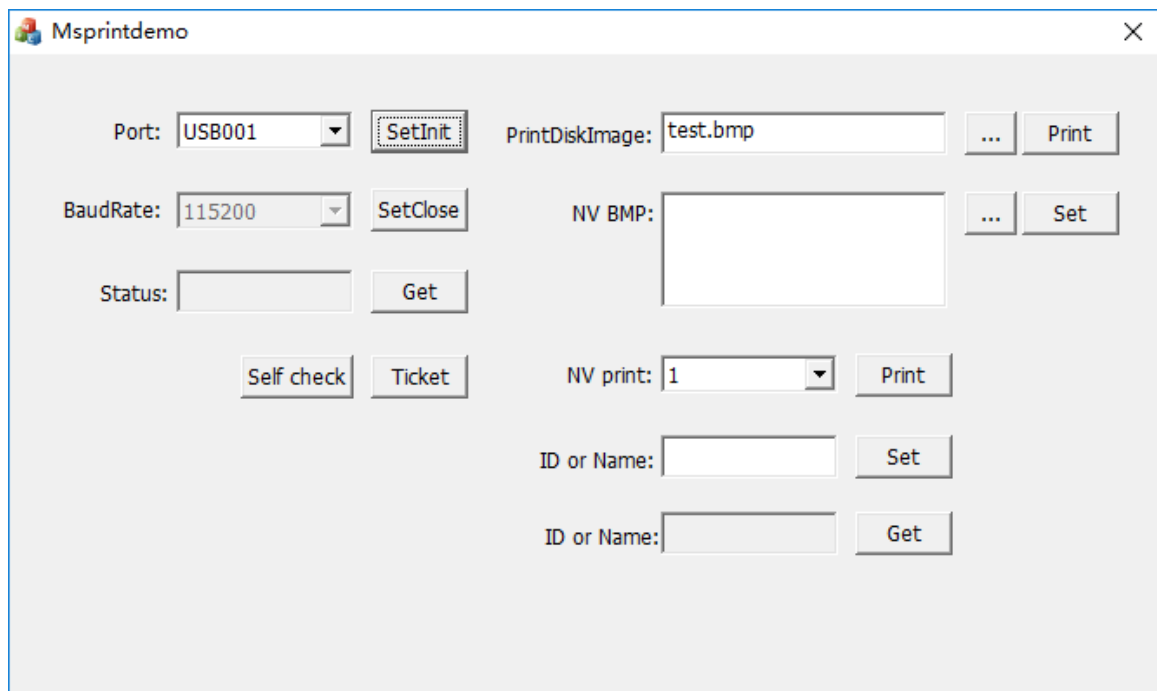 Msprintdemo
Port: USB001 SetInit PrintDiskImage: test.bmp ... Print
BaudRate: 115200 SetClose NV BMP: ... Set
Status: Get
Self check Ticket NV print: 1 Print
ID or Name: Set
ID or Name: Get